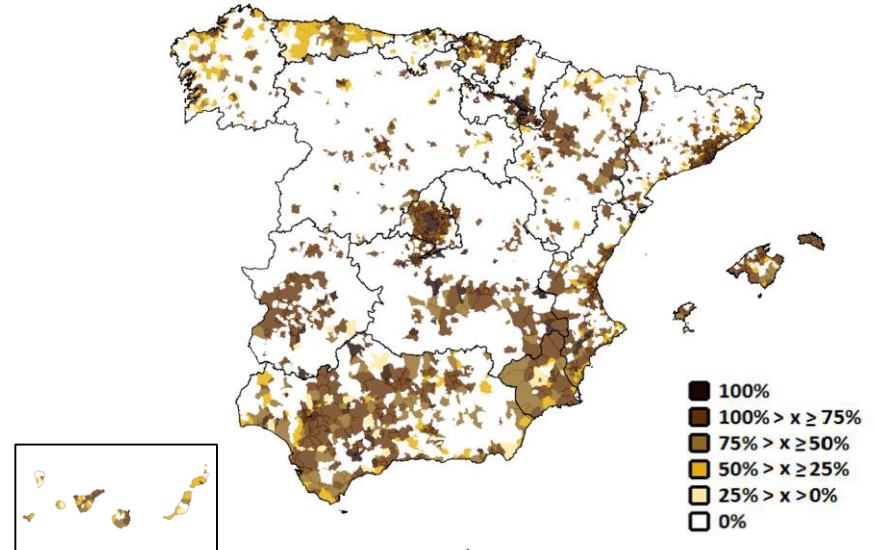 100%
100% > x ≥ 75%
75% > x ≥50%
50% > x ≥25%
25% > x >0%
0%